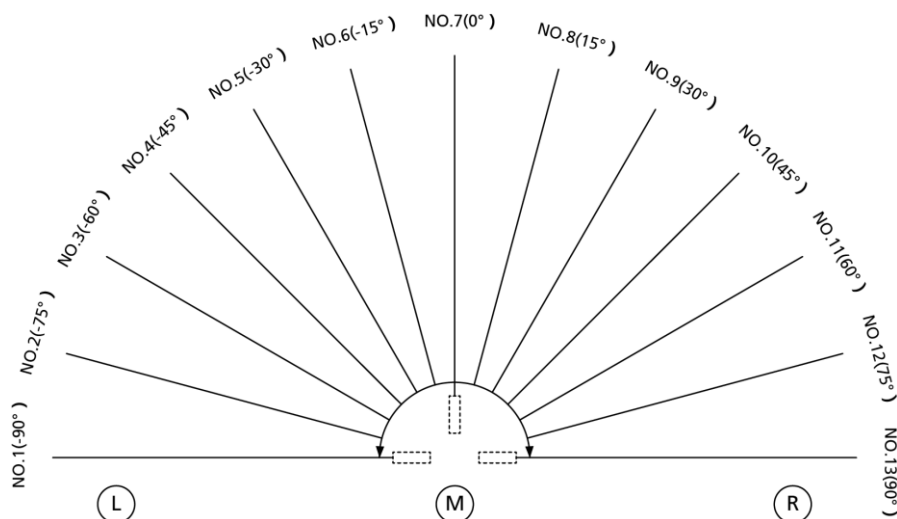 NO.1(-90°)
NO.2(-75°)
NO.3(-60°)
NO.4(-45°)
NO.5(-30°)
NO.6(-15°)
NO.7(0°)
NO.8(15°)
NO.9(30°)
NO.10(45°)
NO.11(60°)
NO.12(75°)
NO.13(90°)
L
M
R